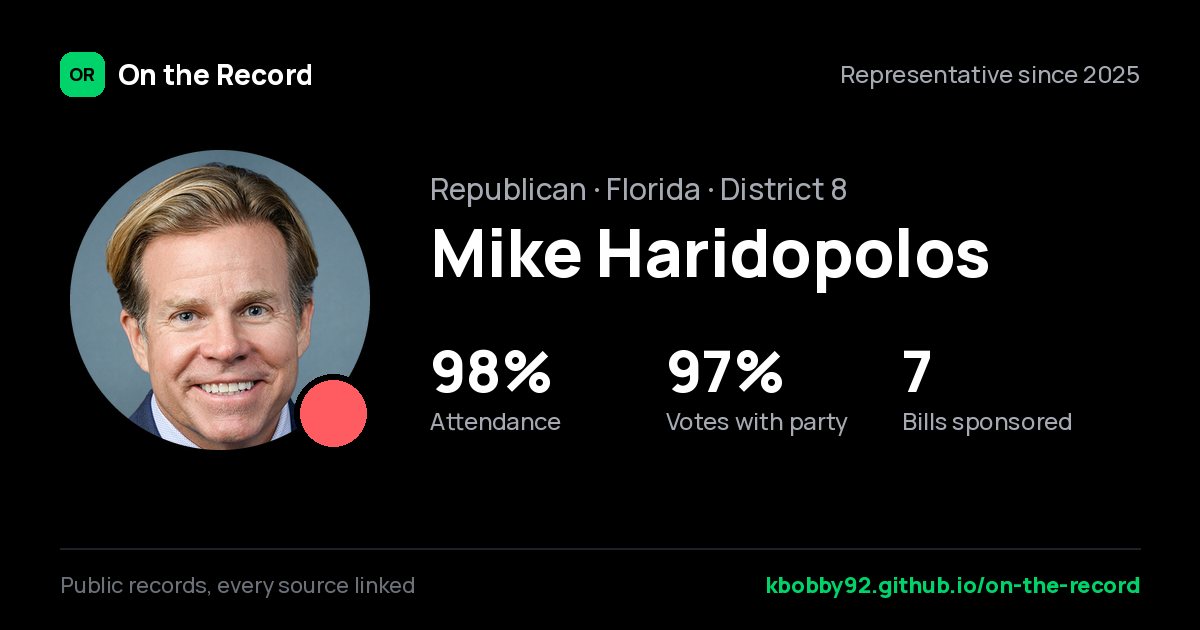 OR On the Record
Representative since 2025
Republican · Florida · District 8
Mike Haridopolos
98% 97% 7
Attendance Votes with party Bills sponsored
Public records, every source linked
kbobby92.github.io/on-the-record